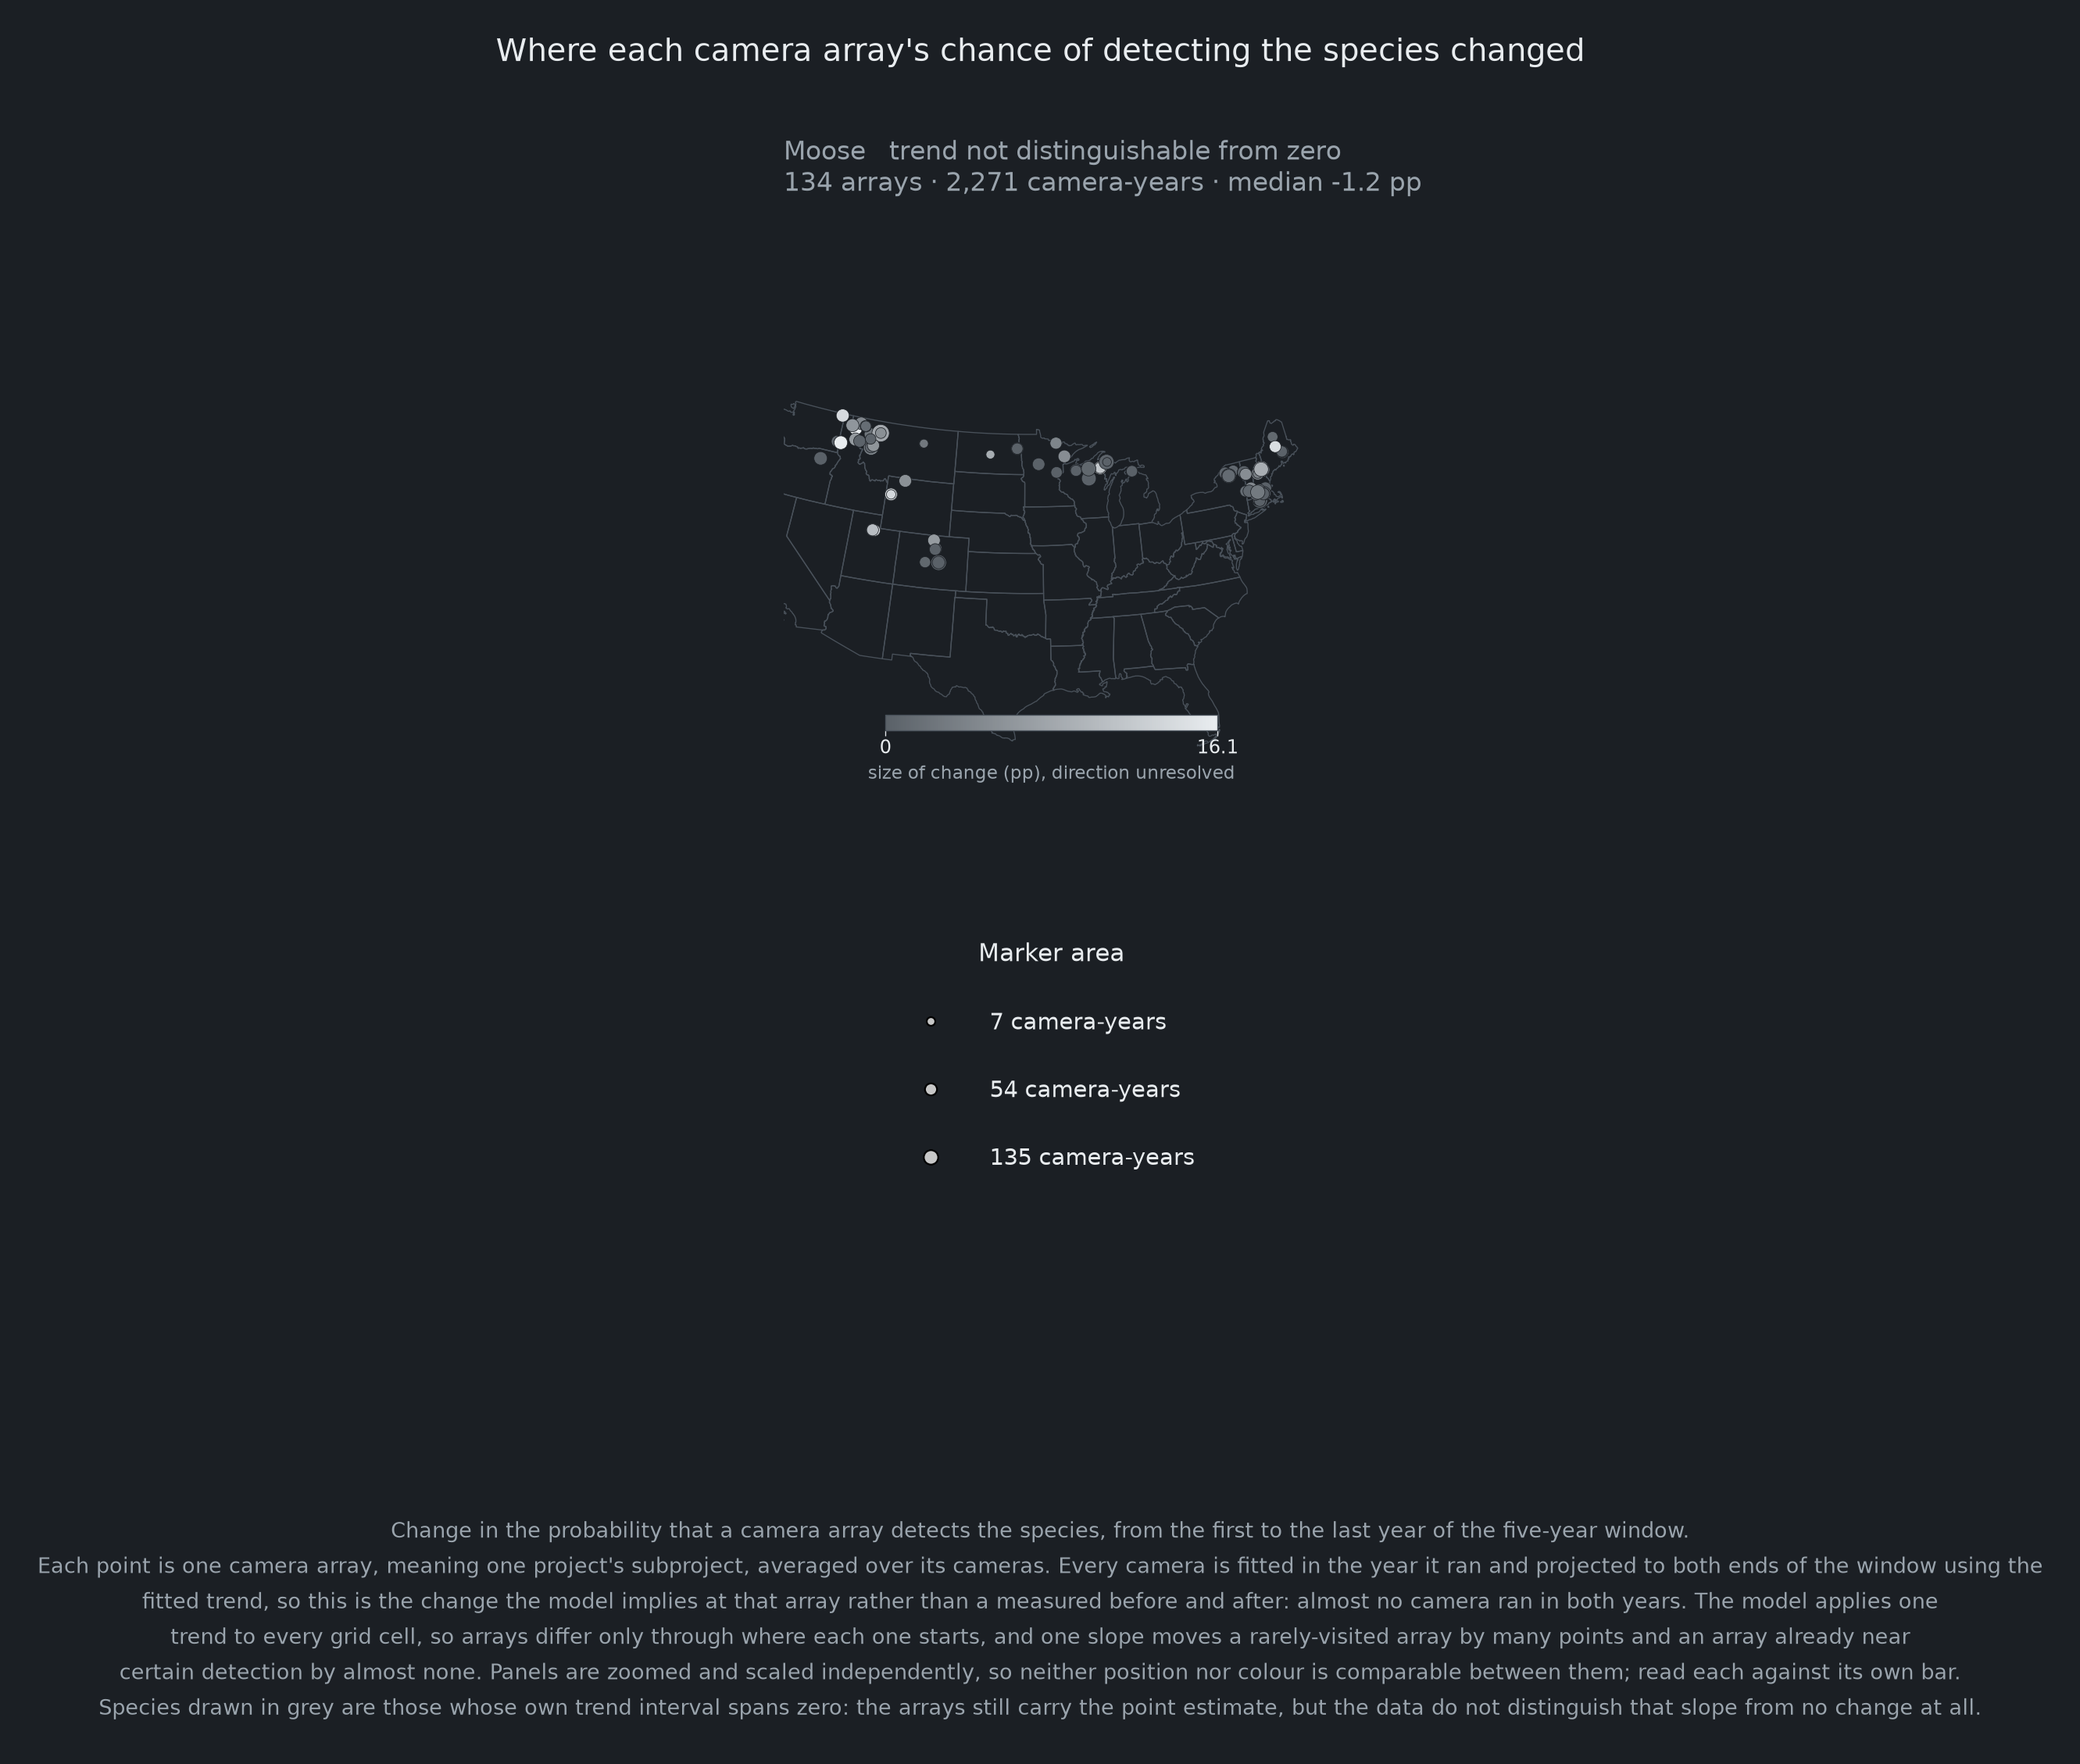 Where each camera array's chance of detecting the species changed
Moose   trend not distinguishable from zero
134 arrays · 2,271 camera-years · median -1.2 pp
0
16.1
size of change (pp), direction unresolved
Marker area
7 camera-years
54 camera-years
135 camera-years
Change in the probability that a camera array detects the species, from the first to the last year of the five-year window.
Each point is one camera array, meaning one project's subproject, averaged over its cameras. Every camera is fitted in the year it ran and projected to both ends of the window using the
fitted trend, so this is the change the model implies at that array rather than a measured before and after: almost no camera ran in both years. The model applies one
trend to every grid cell, so arrays differ only through where each one starts, and one slope moves a rarely-visited array by many points and an array already near
certain detection by almost none. Panels are zoomed and scaled independently, so neither position nor colour is comparable between them; read each against its own bar.
Species drawn in grey are those whose own trend interval spans zero: the arrays still carry the point estimate, but the data do not distinguish that slope from no change at all.